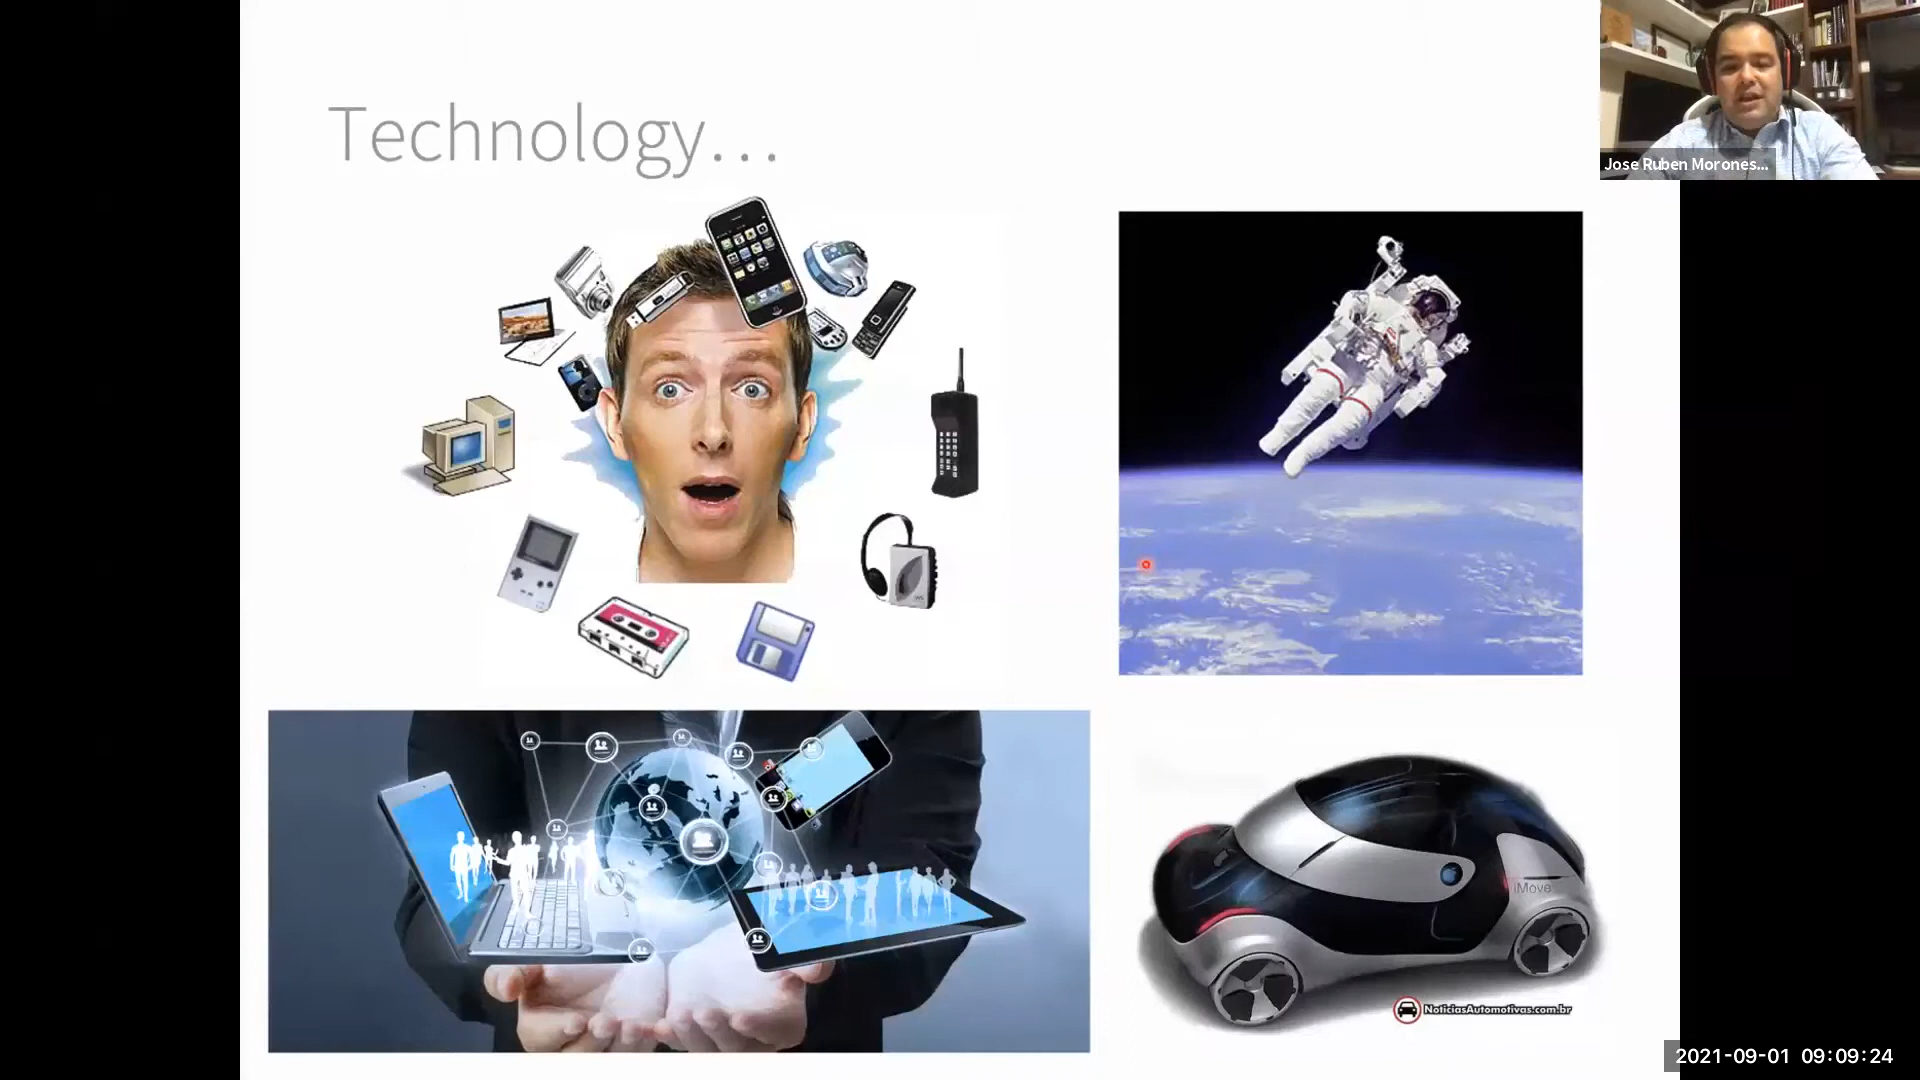 Technology...
Jose Ruben Morones...
iMove
NoticiasAutomotivas.com.br
2021-09-01 09:09:24